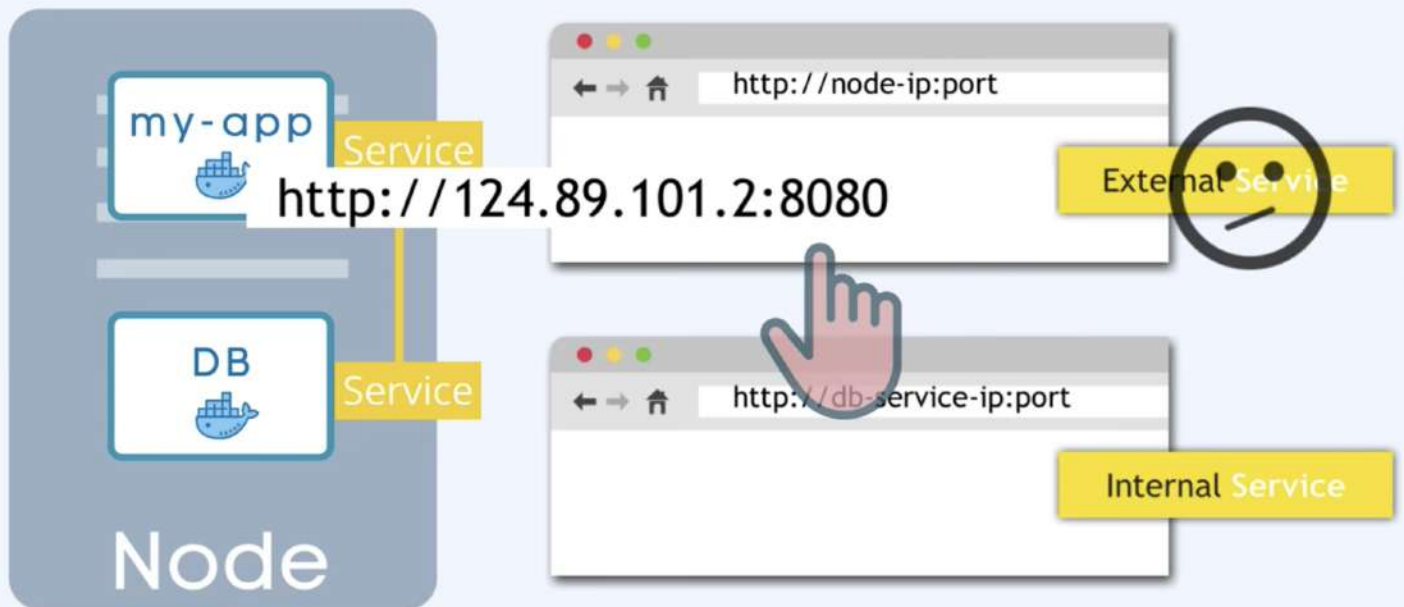 my-app
Service
http://124.89.101.2:8080
DB
Service
Node
http://node-ip:port
External Service
http://db-service-ip:port
Internal Service